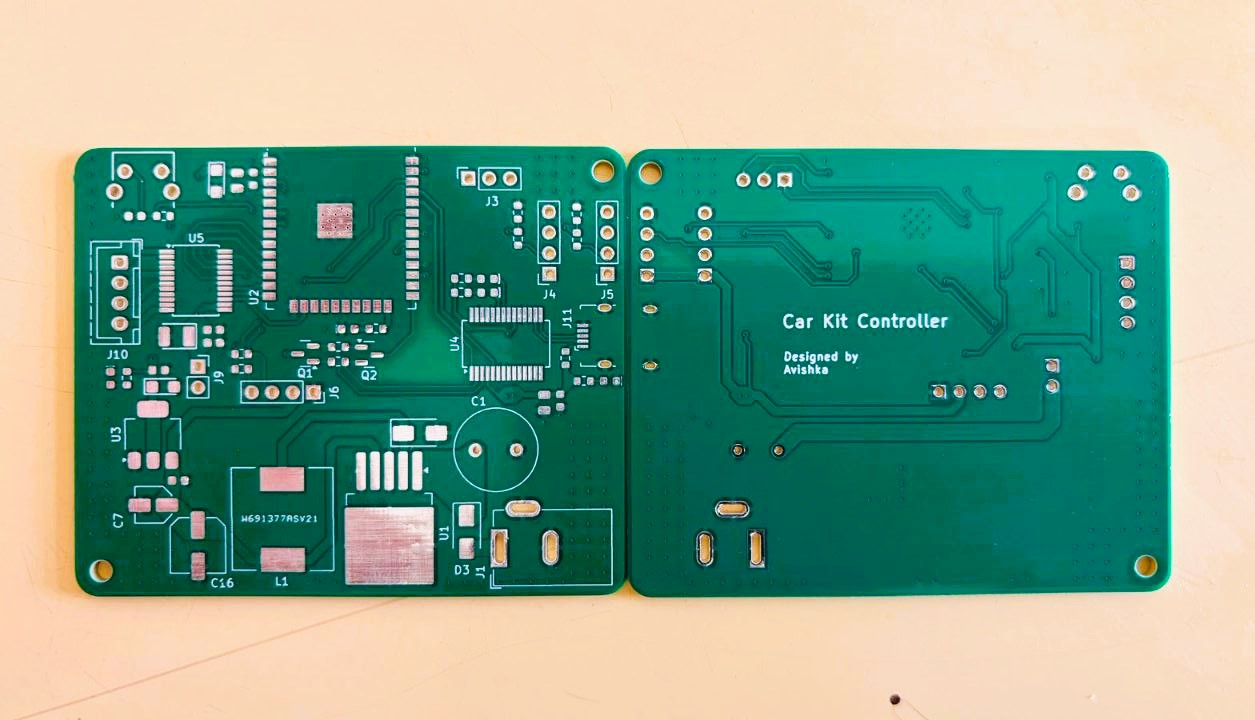 J3
U5
U2
J4
J5
J10
J11
U4
Q1
Q2
J9
J6
C1
U3
W691377ASV21
C7
U1
C16
L1
D3
J1
Car Kit Controller
Designed by
Avishka